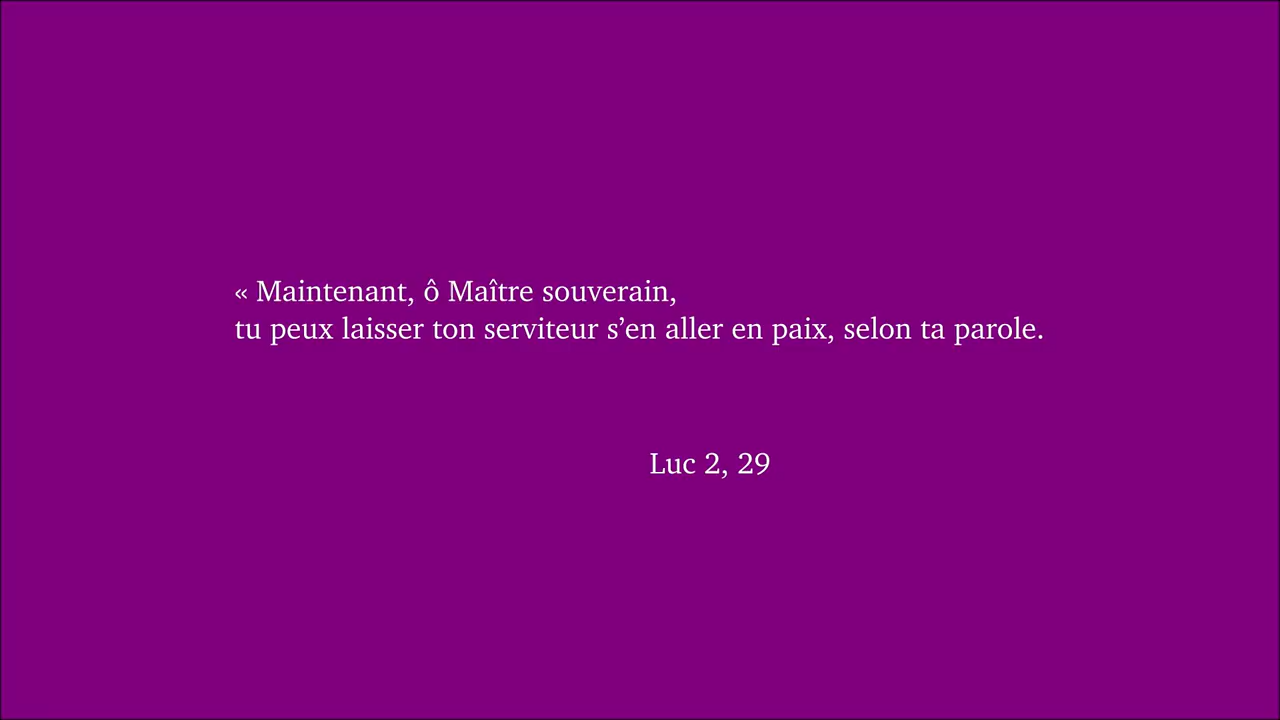 « Maintenant, ô Maître souverain,
tu peux laisser ton serviteur s’en aller en paix, selon ta parole.
Luc 2, 29